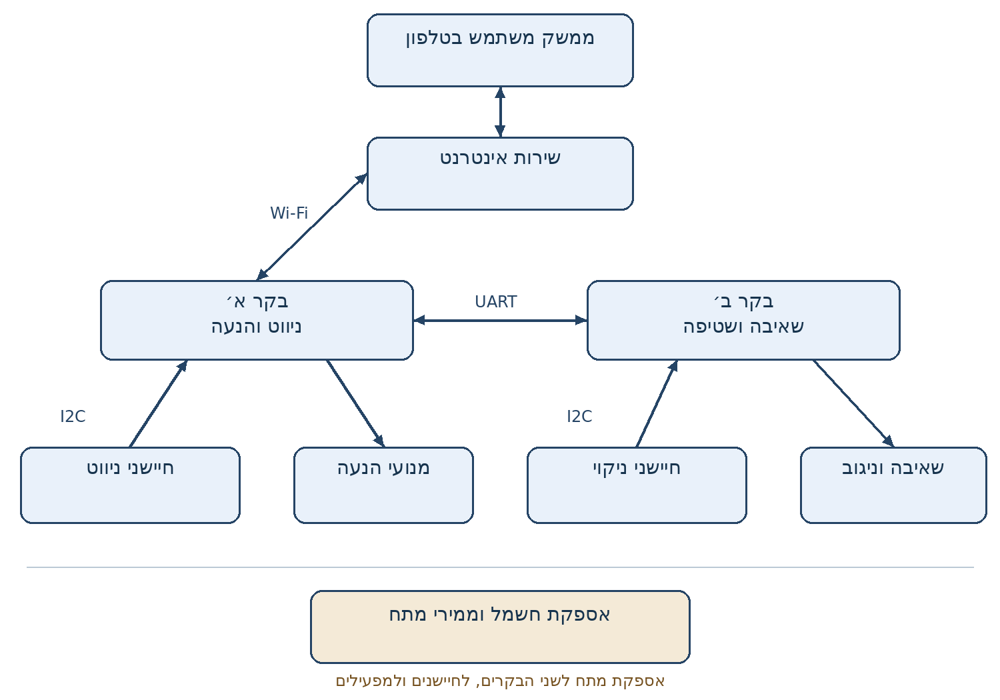 ממשק משתמש בטלפון
שירות אינטרנט
Wi-Fi
בקר א׳
ניווט והנעה
UART
בקר ב׳
שאיבה ושטיפה
I2C
I2C
חיישני ניווט
מנועי הנעה
חיישני ניקוי
שאיבה וניגוב
אספקת חשמל וממירי מתח
אספקת מתח לשני הבקרים, לחיישנים ולמפעילים